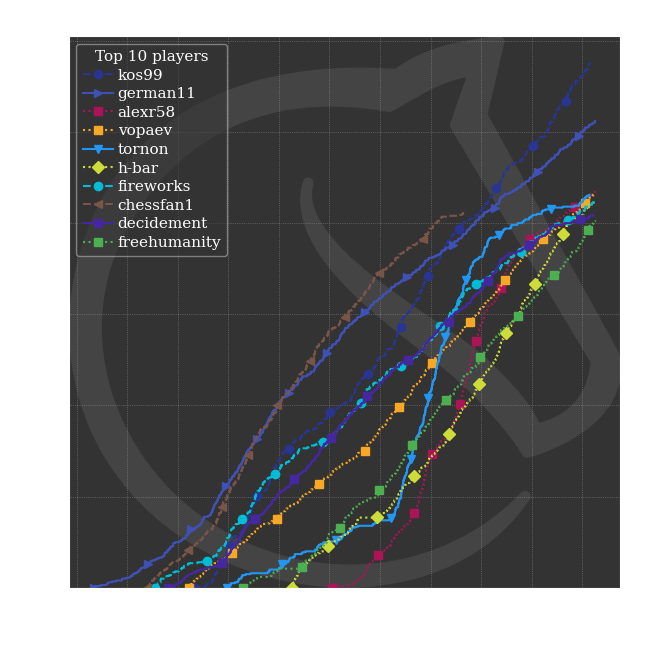 Top 10 players
kos99
german11
alexr58
vopaev
tornon
h-bar
fireworks
chessfan1
decidement
freehumanity